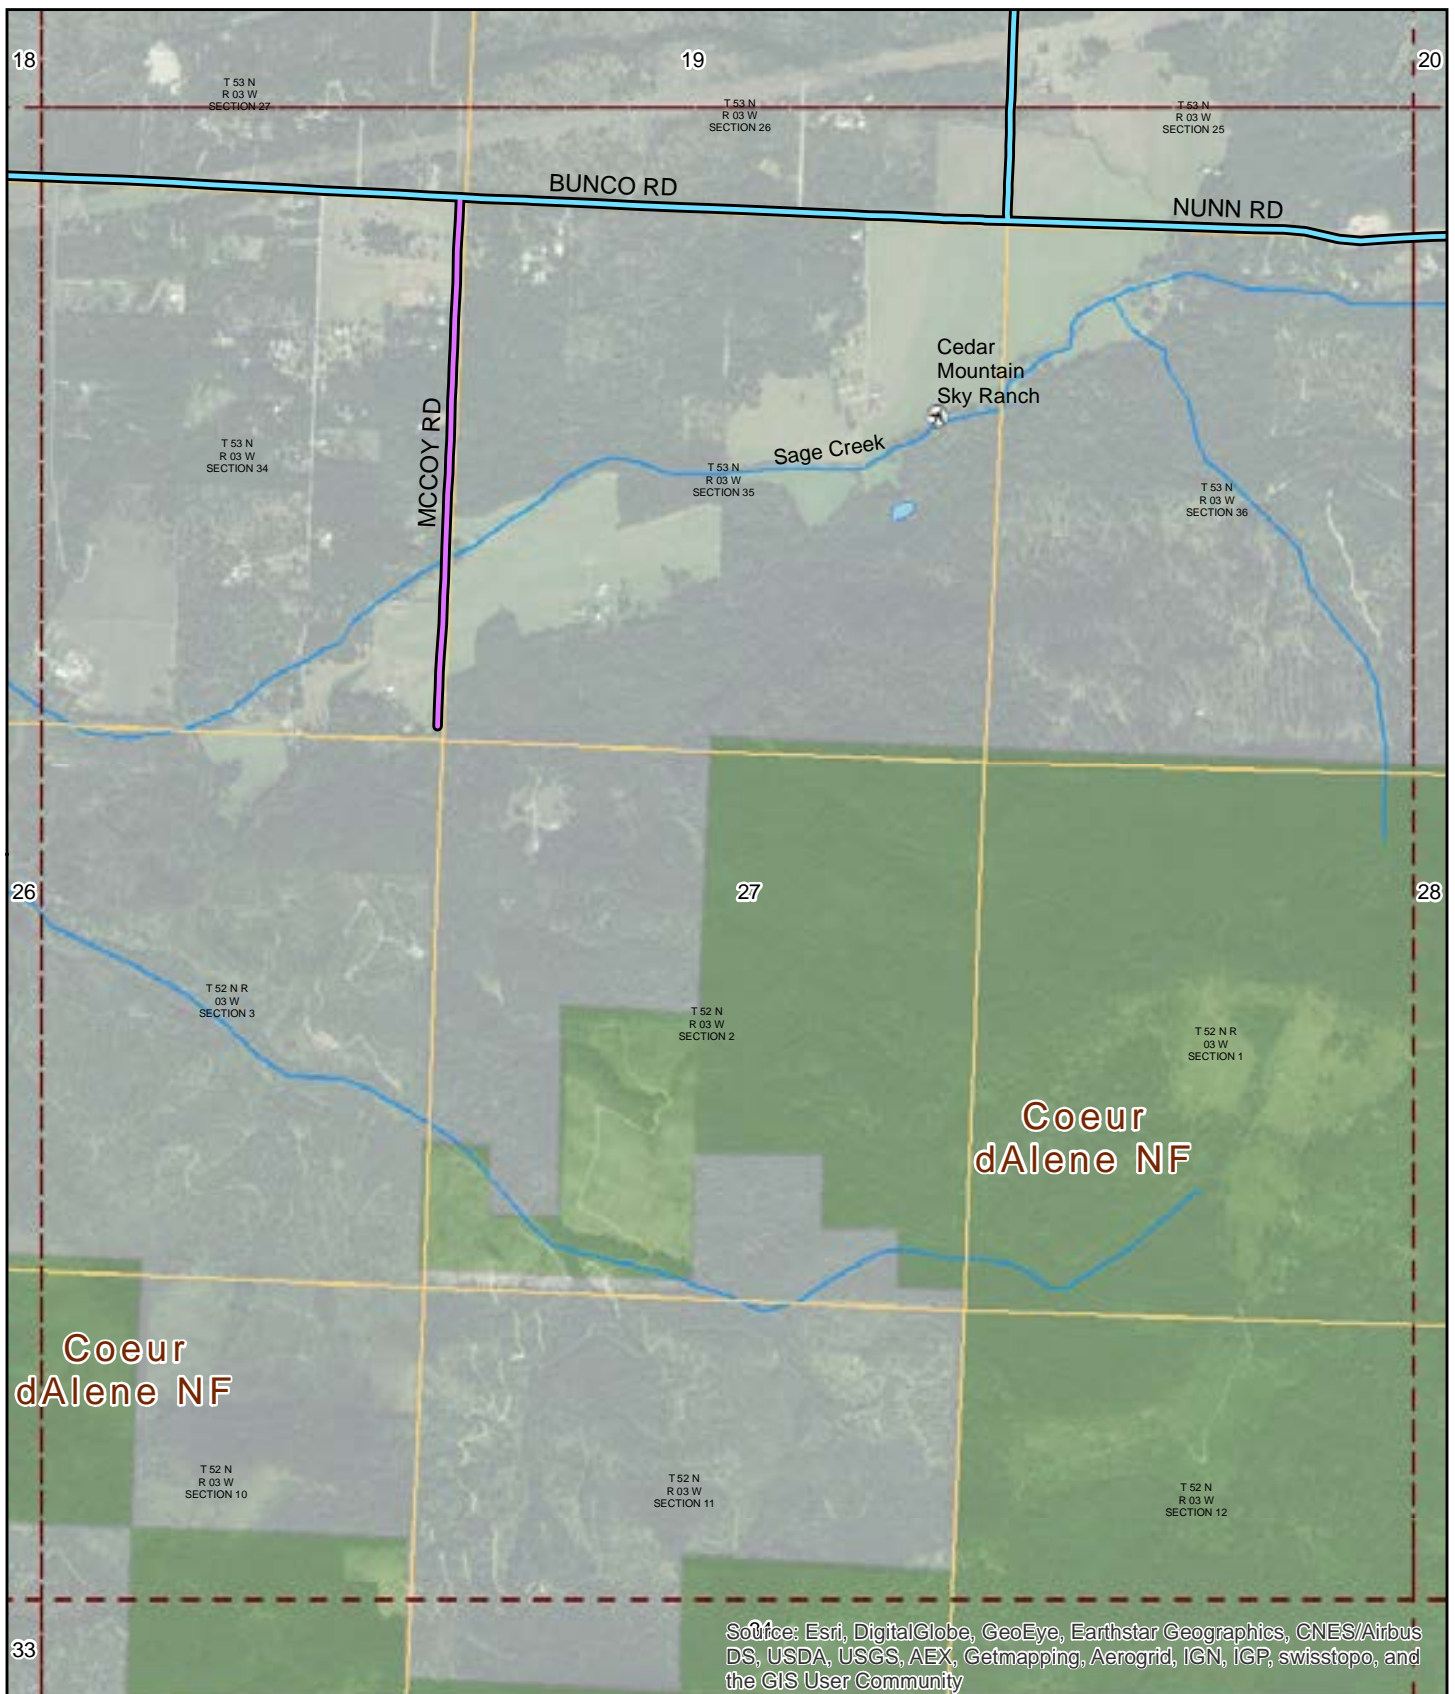 18
19
20
T 53 N
R 03 W
SECTION 27
T 53 N
R 03 W
SECTION 26
T 53 N
R 03 W
SECTION 25
BUNCO RD
NUNN RD
Cedar
Mountain
Sky Ranch
MCCOY RD
Sage Creek
T 53 N
R 03 W
SECTION 34
T 53 N
R 03 W
SECTION 35
T 53 N
R 03 W
SECTION 36
26
27
28
T 52 N R
03 W
SECTION 3
T 52 N
R 03 W
SECTION 2
T 52 N R
03 W
SECTION 1
Coeur
dAlene NF
Coeur
dAlene NF
T 52 N
R 03 W
SECTION 10
T 52 N
R 03 W
SECTION 11
T 52 N
R 03 W
SECTION 12
33
Source: Esri, DigitalGlobe, GeoEye, Earthstar Geographics, CNES/Airbus
DS, USDA, USGS, AEX, Getmapping, Aerogrid, IGN, IGP, swisstopo, and
the GIS User Community